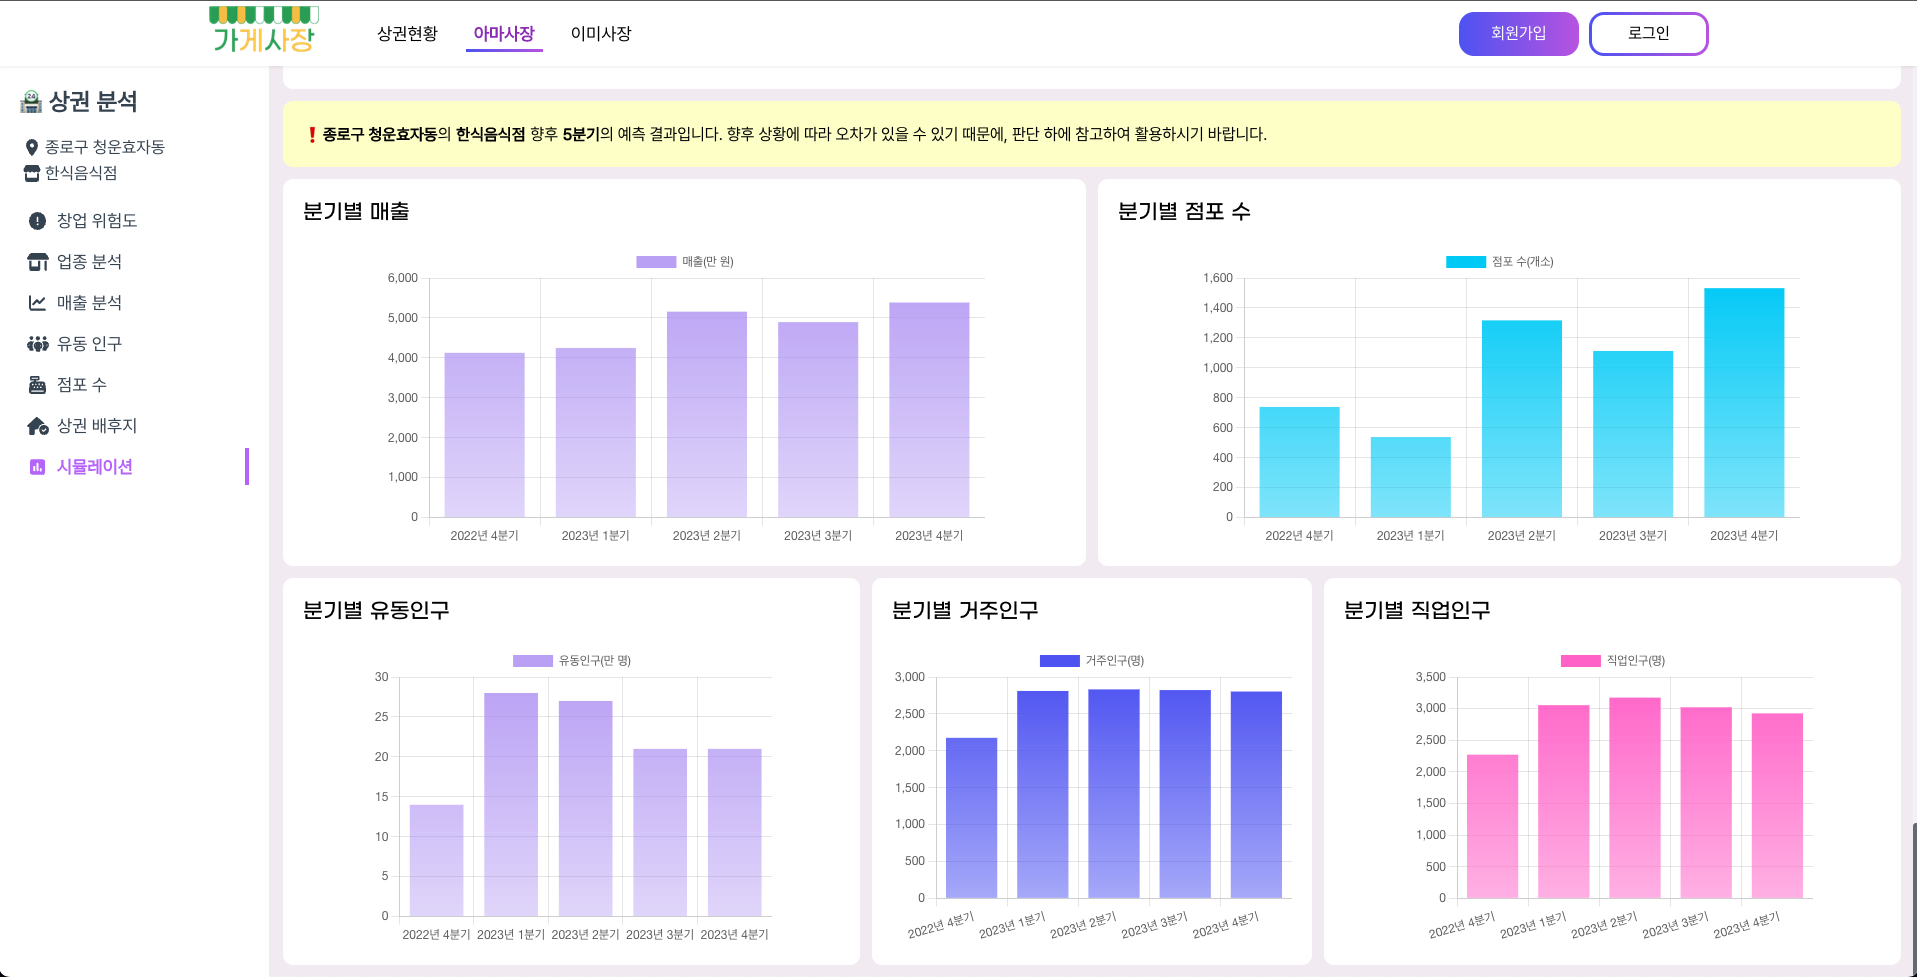 가게사장
상권현황
아마사장
이미사장
회원가입
로그인
상권 분석
종로구 청운효자동
한식음식점
창업 위험도
업종 분석
매출 분석
유동 인구
점포 수
상권 배후지
시뮬레이션
❗ 종로구 청운효자동의 한식음식점 향후 5분기의 예측 결과입니다. 향후 상황에 따라 오차가 있을 수 있기 때문에, 판단 하에 참고하여 활용하시기 바랍니다.
분기별 매출
매출(만 원)
6,000
5,000
4,000
3,000
2,000
1,000
0
2022년 4분기 2023년 1분기 2023년 2분기 2023년 3분기 2023년 4분기
분기별 점포 수
점포 수(개소)
1,600
1,400
1,200
1,000
800
600
400
200
0
2022년 4분기 2023년 1분기 2023년 2분기 2023년 3분기 2023년 4분기
분기별 유동인구
유동인구(만 명)
30
25
20
15
10
5
0
2022년 4분기 2023년 1분기 2023년 2분기 2023년 3분기 2023년 4분기
분기별 거주인구
거주인구(명)
3,000
2,500
2,000
1,500
1,000
500
0
2022년 4분기 2023년 1분기 2023년 2분기 2023년 3분기 2023년 4분기
분기별 직업인구
직업인구(명)
3,500
3,000
2,500
2,000
1,500
1,000
500
0
2022년 4분기 2023년 1분기 2023년 2분기 2023년 3분기 2023년 4분기